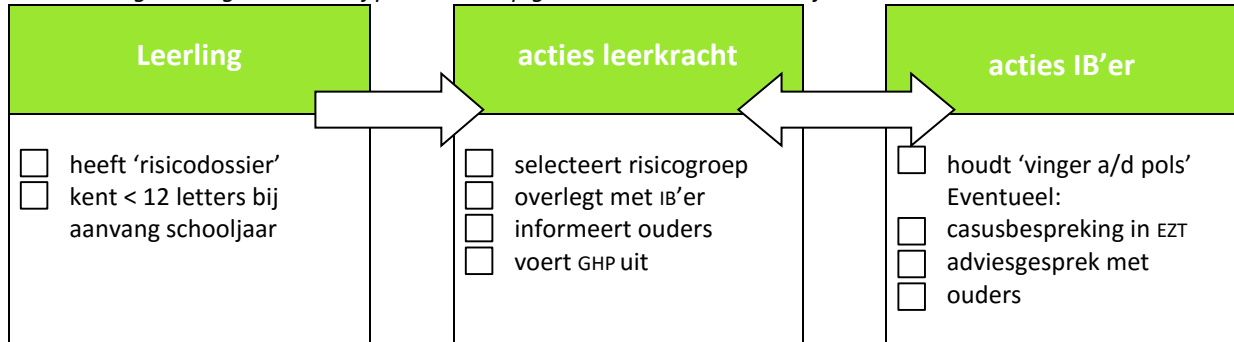 Leerling
heeft ‘risicodossier’
kent < 12 letters bij
aanvang schooljaar
acties leerkracht
selecteert risicogroep
overlegt met IB’er
informeert ouders
voert GHP uit
acties IB’er
houdt ‘vinger a/d pols’
Eventueel:
casusbespreking in EZT
adviesgesprek met
ouders